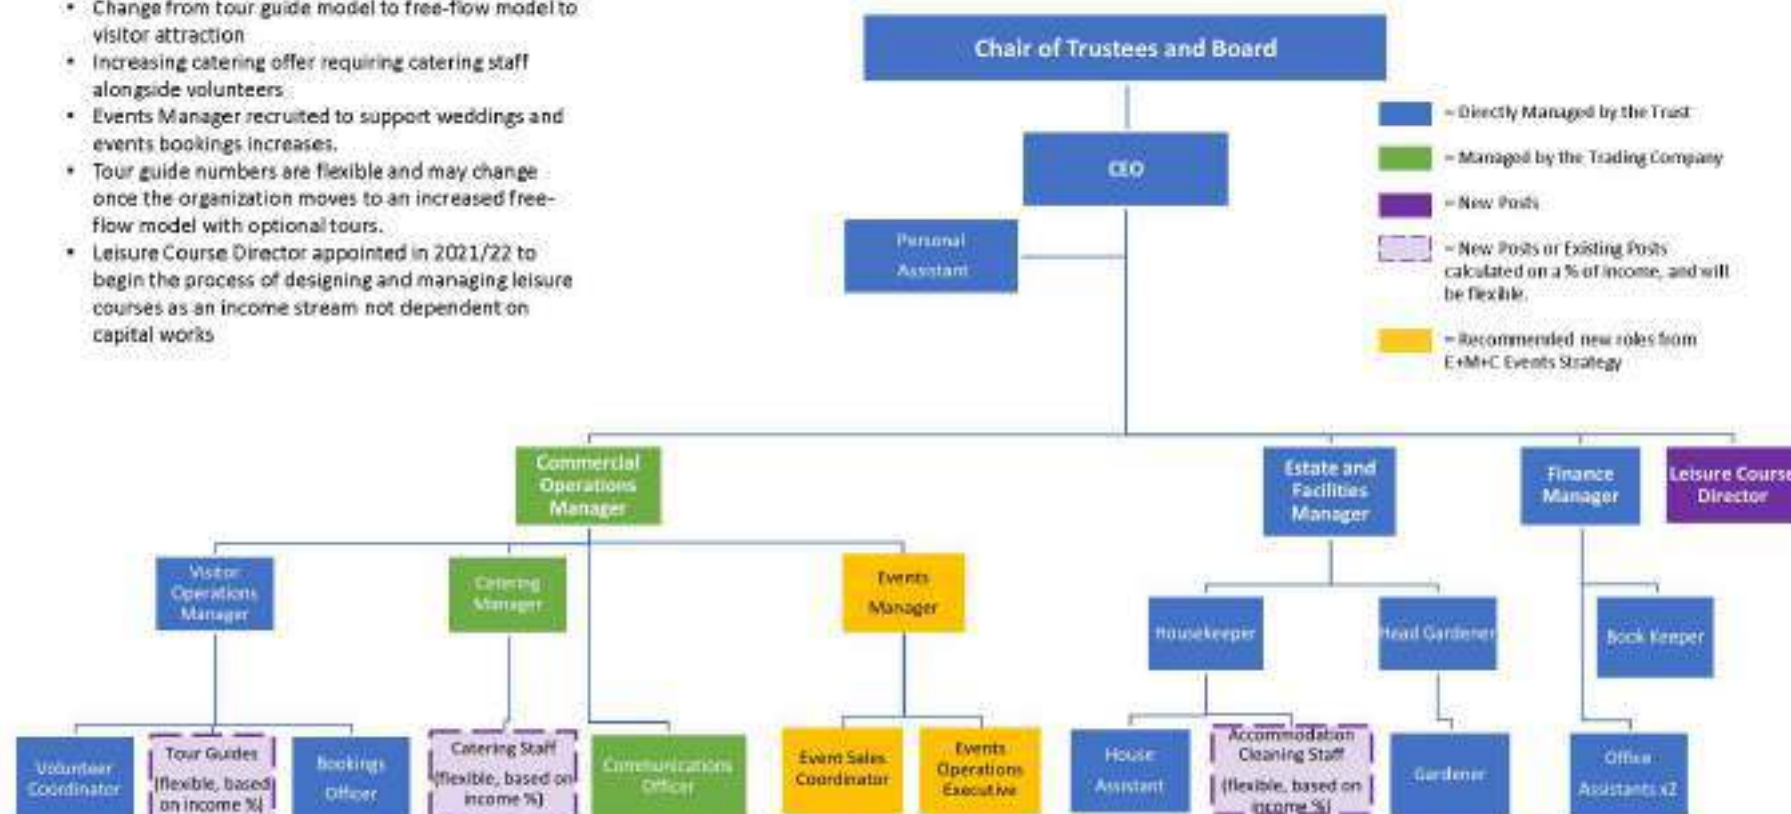 • Change from tour guide model to free-flow model to
visitor attraction
• Increasing catering offer requiring catering staff
alongside volunteers
• Events Manager recruited to support weddings and
events bookings increases.
• Tour guide numbers are flexible and may change
once the organization moves to an increased free-
flow model with optional tours.
• Leisure Course Director appointed in 2021/22 to
begin the process of designing and managing leisure
courses as an income stream not dependent on
capital works
Chair of Trustees and Board
CEO
Personal
Assistant
= Directly Managed by the Trust
= Managed by the Trading Company
= New Posts
= New Posts or Existing Posts
calculated on a % of income, and will
be flexible.
= Recommended new roles from
E+M+C Events Strategy
Commercial
Operations
Manager
Estate and
Facilities
Manager
Finance
Manager
Leisure Course
Director
Visitor
Operations
Manager
Catering
Manager
Events
Manager
Housekeeper
Head Gardener
Book Keeper
Volunteer
Coordinator
Tour Guides
(flexible, based
on income %)
Bookings
Officer
Catering Staff
(flexible, based on
income %)
Communications
Officer
Event Sales
Coordinator
Events
Operations
Executive
House
Assistant
Accommodation
Cleaning Staff
(flexible, based on
income %)
Gardener
Office
Assistants x2